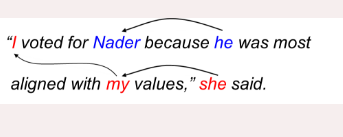 “I voted for Nader because he was most
aligned with my values,” she said.